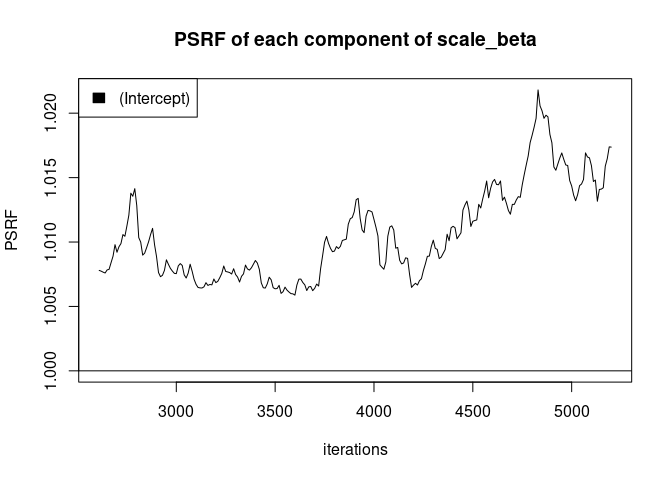 PSRF of each component of scale_beta
(Intercept)
PSRF
1.000
1.005
1.010
1.015
1.020
3000
3500
4000
4500
5000
iterations